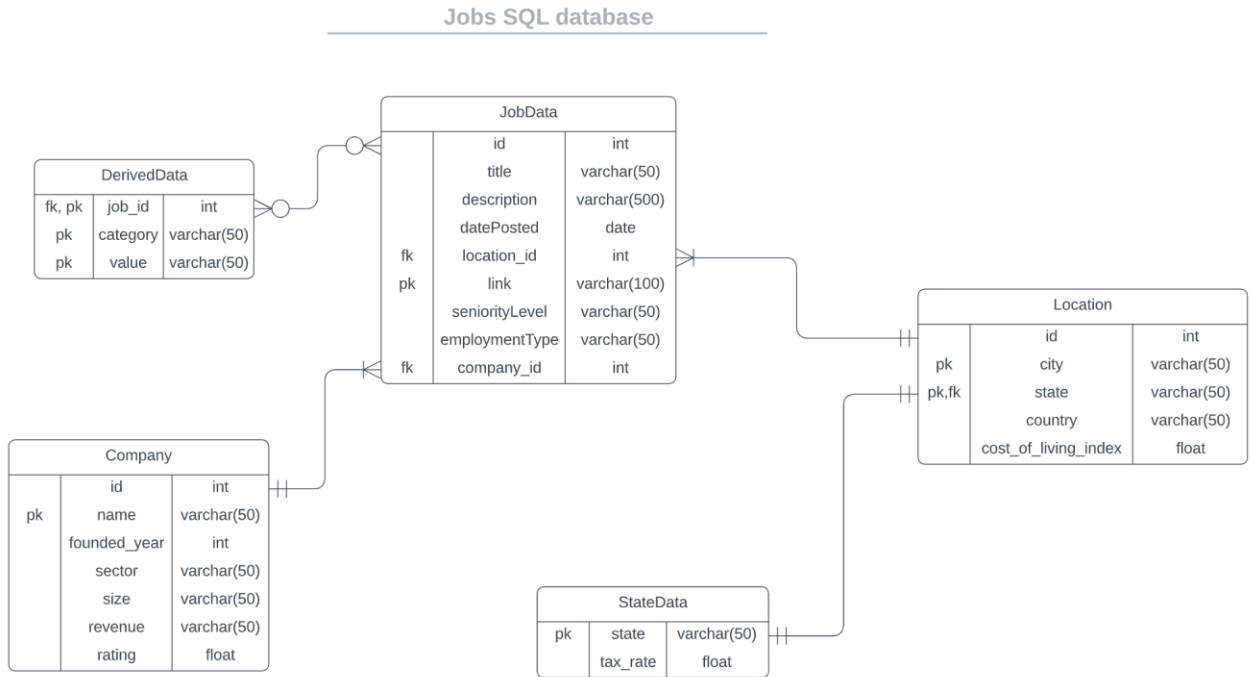 Jobs SQL database
JobData
id int
title varchar(50)
description varchar(500)
datePosted date
fk location_id int
pk link varchar(100)
seniorityLevel varchar(50)
employmentType varchar(50)
fk company_id int
DerivedData
fk, pk job_id int
pk category varchar(50)
pk value varchar(50)
Location
id int
pk city varchar(50)
pk,fk state varchar(50)
country varchar(50)
cost_of_living_index float
Company
id int
pk name varchar(50)
founded_year int
sector varchar(50)
size varchar(50)
revenue varchar(50)
rating float
StateData
pk state varchar(50)
tax_rate float